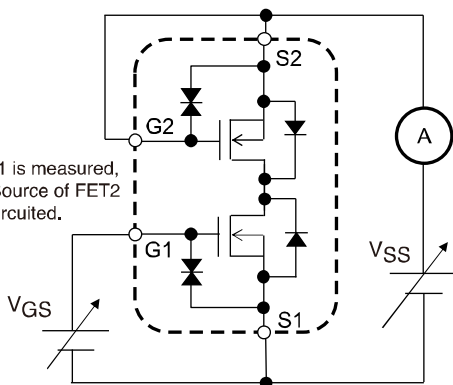 S2
G2
A
1 is measured,
Source of FET2
rcuited.
G1
VSS
VGS
S1